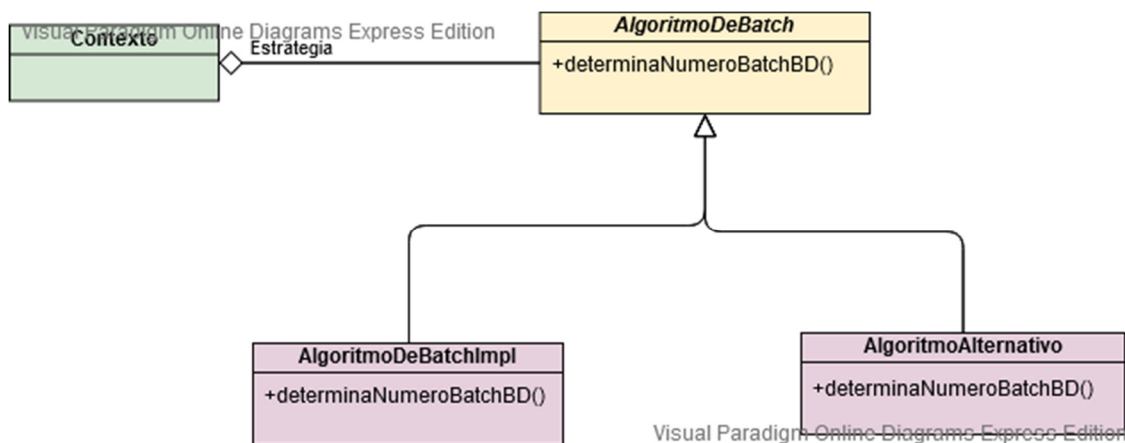 Visual Paradigm Online Diagrams Express Edition
Contexto
Estrategia
AlgoritmoDeBatch
+determinaNumeroBatchBD()
AlgoritmoDeBatchImpl
+determinaNumeroBatchBD()
AlgoritmoAlternativo
+determinaNumeroBatchBD()
Visual Paradigm Online Diagrams Express Edition